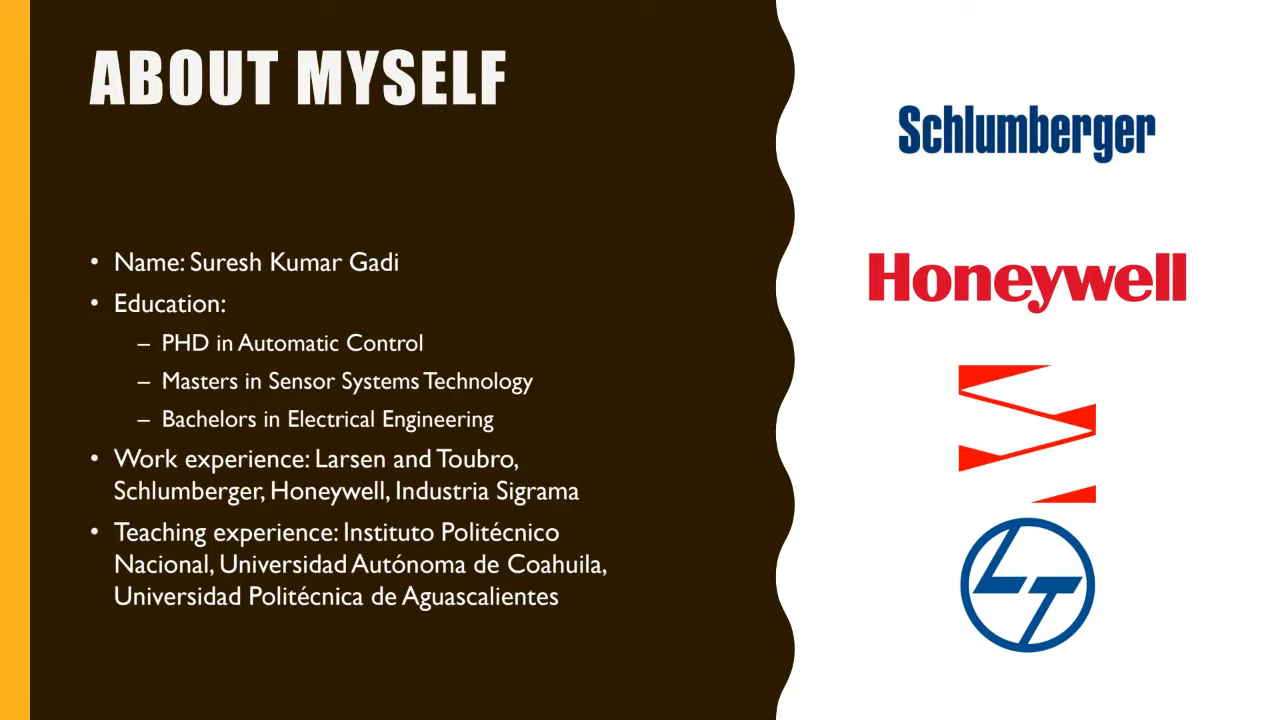 ABOUT MYSELF
• Name: Suresh Kumar Gadi
• Education:
– PHD in Automatic Control
– Masters in Sensor Systems Technology
– Bachelors in Electrical Engineering
• Work experience: Larsen and Toubro,
Schlumberger, Honeywell, Industria Sigrama
• Teaching experience: Instituto Politécnico
Nacional, Universidad Autónoma de Coahuila,
Universidad Politécnica de Aguascalientes
Schlumberger
Honeywell
LT